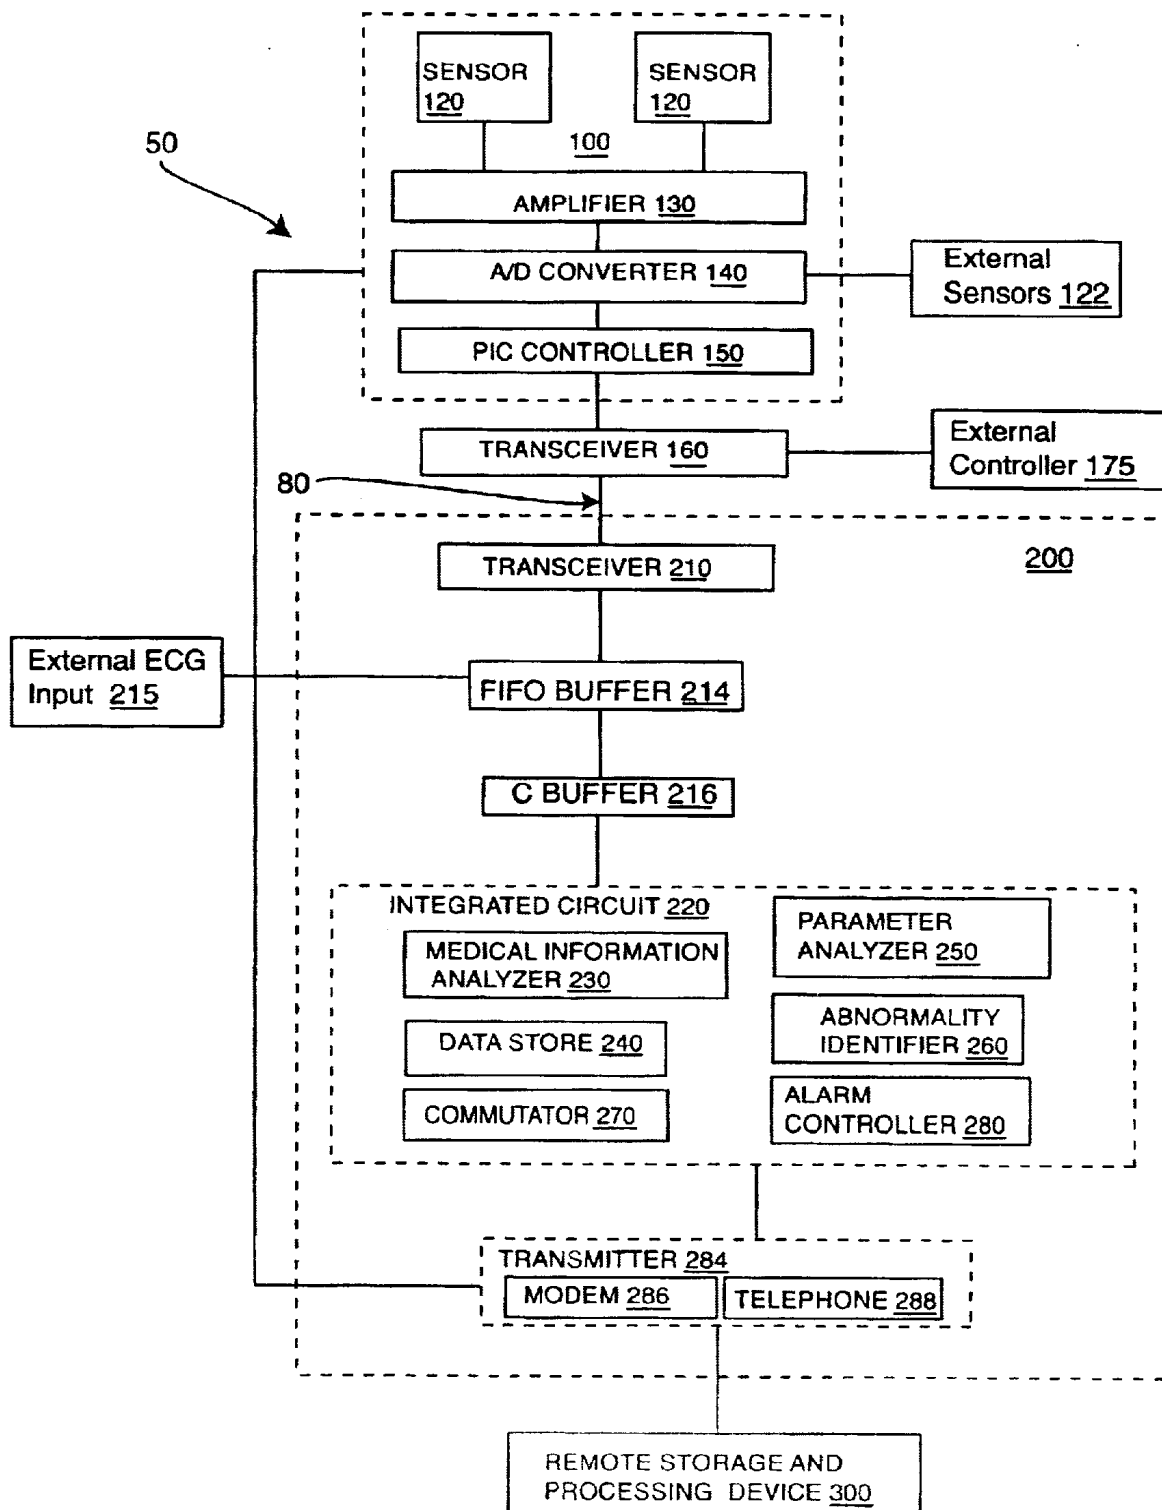 SENSOR
120
SENSOR
120
50
100
AMPLIFIER 130
A/D CONVERTER 140
External
Sensors 122
PIC CONTROLLER 150
TRANSCEIVER 160
External
Controller 175
80
200
TRANSCEIVER 210
External ECG
Input 215
FIFO BUFFER 214
C BUFFER 216
INTEGRATED CIRCUIT 220
MEDICAL INFORMATION
ANALYZER 230
PARAMETER
ANALYZER 250
DATA STORE 240
ABNORMALITY
IDENTIFIER 260
COMMUTATOR 270
ALARM
CONTROLLER 280
TRANSMITTER 284
MODEM 286
TELEPHONE 288
REMOTE STORAGE AND
PROCESSING DEVICE 300